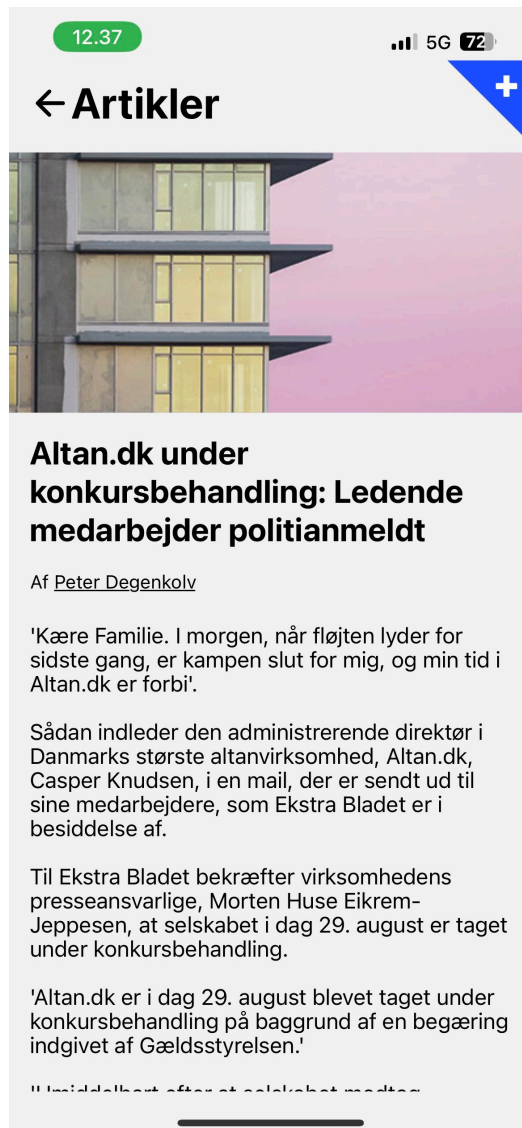 12.37
5G 72
←Artikler
+
Altan.dk under
konkursbehandling: Ledende
medarbejder politianmeldt
Af Peter Degenkolv
'Kære Familie. I morgen, når fløjten lyder for
sidste gang, er kampen slut for mig, og min tid i
Altan.dk er forbi'.
Sådan indleder den administrerende direktør i
Danmarks største altanvirksomhed, Altan.dk,
Casper Knudsen, i en mail, der er sendt ud til
sine medarbejdere, som Ekstra Bladet er i
besiddelse af.
Til Ekstra Bladet bekræfter virksomhedens
presseansvarlige, Morten Huse Eikrem-
Jeppesen, at selskabet i dag 29. august er taget
under konkursbehandling.
'Altan.dk er i dag 29. august blevet taget under
konkursbehandling på baggrund af en begæring
indgivet af Gældsstyrelsen.'
'Umiddelbart efter at selskabet modtog